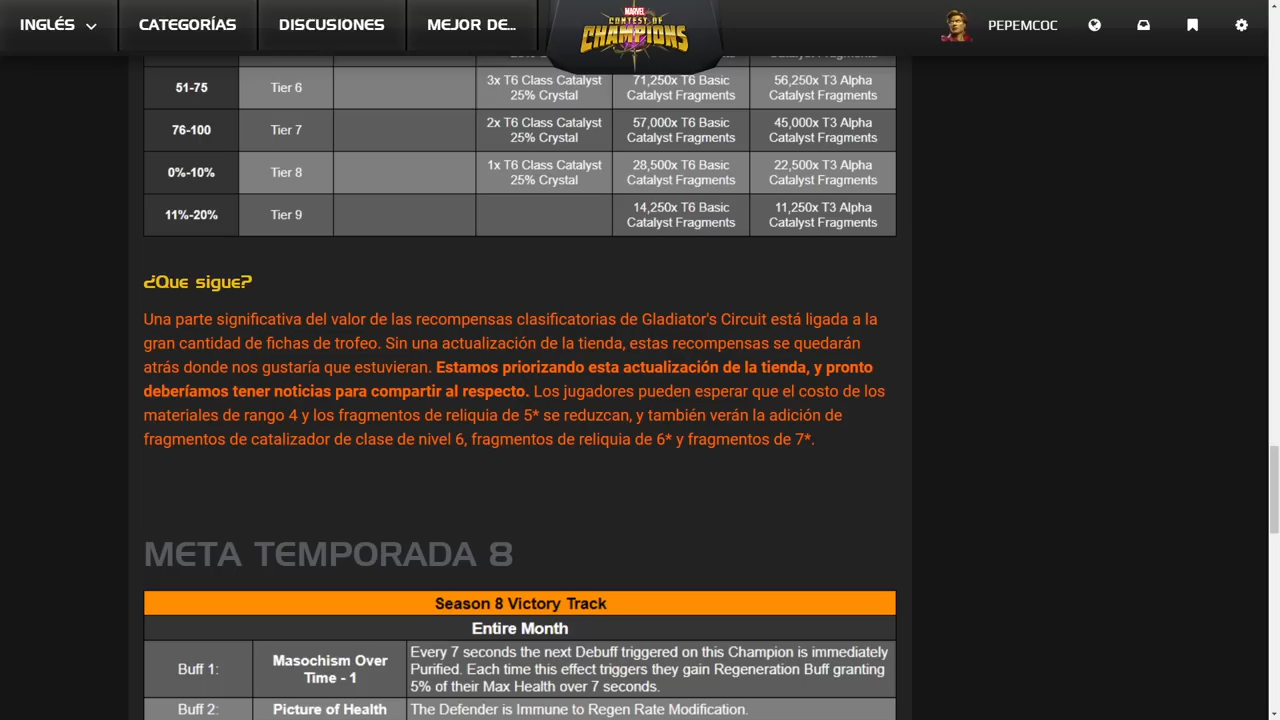 INGLÉS CATEGORÍAS DISCUSIONES MEJOR DE... MARVEL CONTEST OF CHAMPIONS PEPEMCOC
51-75 Tier 6 3x T6 Class Catalyst 25% Crystal 71,250x T6 Basic Catalyst Fragments 56,250x T3 Alpha Catalyst Fragments
76-100 Tier 7 2x T6 Class Catalyst 25% Crystal 57,000x T6 Basic Catalyst Fragments 45,000x T3 Alpha Catalyst Fragments
0%-10% Tier 8 1x T6 Class Catalyst 25% Crystal 28,500x T6 Basic Catalyst Fragments 22,500x T3 Alpha Catalyst Fragments
11%-20% Tier 9 14,250x T6 Basic Catalyst Fragments 11,250x T3 Alpha Catalyst Fragments
¿Que sigue?
Una parte significativa del valor de las recompensas clasificatorias de Gladiator's Circuit está ligada a la
gran cantidad de fichas de trofeo. Sin una actualización de la tienda, estas recompensas se quedarán
atrás donde nos gustaría que estuvieran. Estamos priorizando esta actualización de la tienda, y pronto
deberíamos tener noticias para compartir al respecto. Los jugadores pueden esperar que el costo de los
materiales de rango 4 y los fragmentos de reliquia de 5* se reduzcan, y también verán la adición de
fragmentos de catalizador de clase de nivel 6, fragmentos de reliquia de 6* y fragmentos de 7*.
META TEMPORADA 8
Season 8 Victory Track
Entire Month
Buff 1: Masochism Over Time - 1 Every 7 seconds the next Debuff triggered on this Champion is immediately
Purified. Each time this effect triggers they gain Regeneration Buff granting
5% of their Max Health over 7 seconds.
Buff 2: Picture of Health The Defender is Immune to Regen Rate Modification.